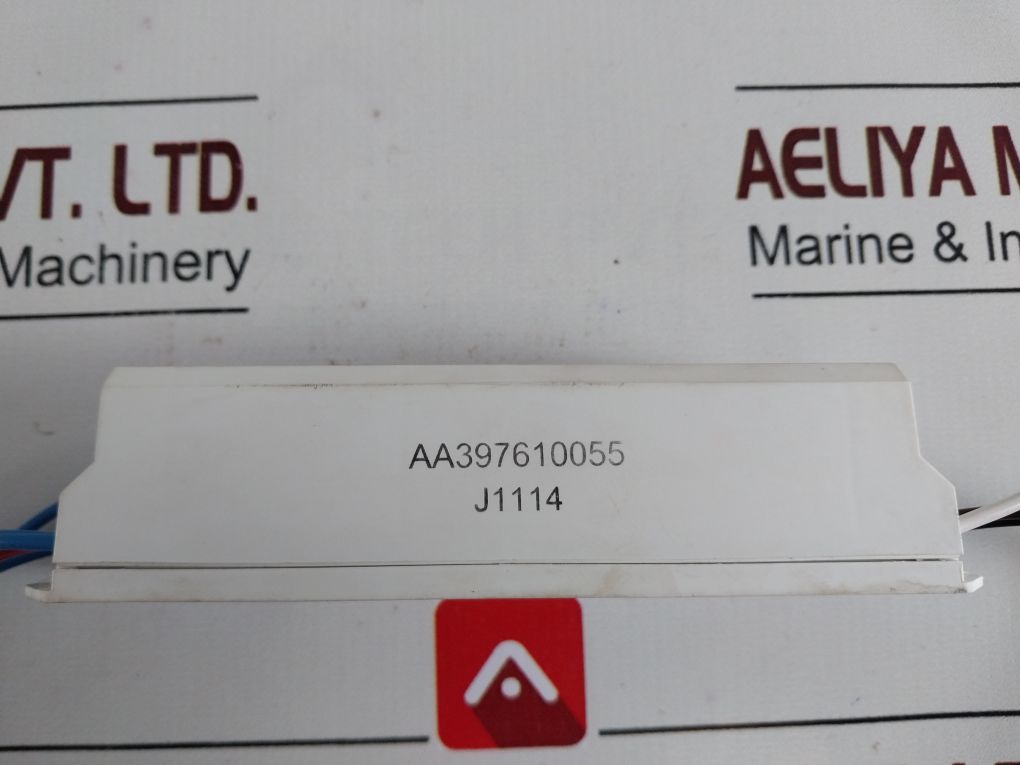 VT. LTD.
Machinery
AELIYA M
Marine & In
AA397610055
J1114